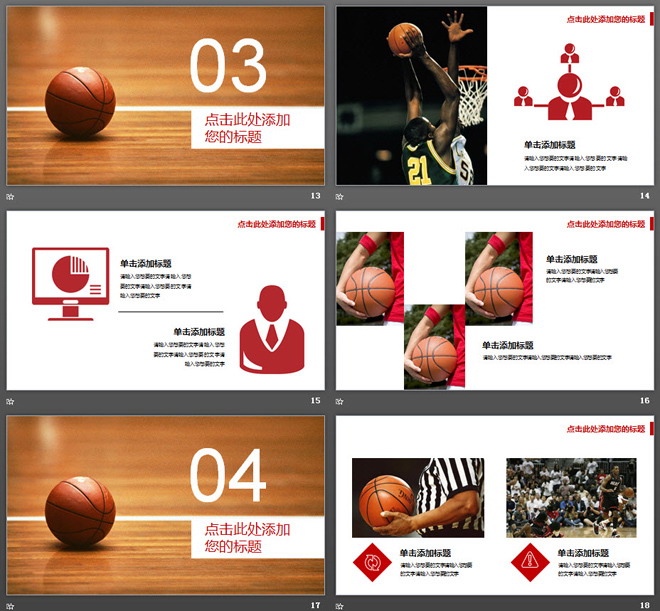 03
点击此处添加
您的标题
13
点击此处添加您的标题
21
单击添加标题
请输入您想要的文字请输入您想要的文字请输
入您想要的文字请输入您想要的文字
14
点击此处添加您的标题
单击添加标题
请输入您想要的文字请输入您想
要的文字请输入您想要的文字请
输入您想要的文字
单击添加标题
请输入您想要的文字请输入您想
要的文字请输入您想要的文字请
输入您想要的文字
15
点击此处添加您的标题
单击添加标题
请输入您想要的文字请输入您想要
的文字请输入您想要的文字
单击添加标题
请输入您想要的文字请输入您想要的文字请输入您想要的文字
16
04
点击此处添加
您的标题
17
点击此处添加您的标题
单击添加标题
请输入您想要的文字请输入您想要
的文字请输入您想要的文字
单击添加标题
请输入您想要的文字请输入您想要
的文字请输入您想要的文字
18